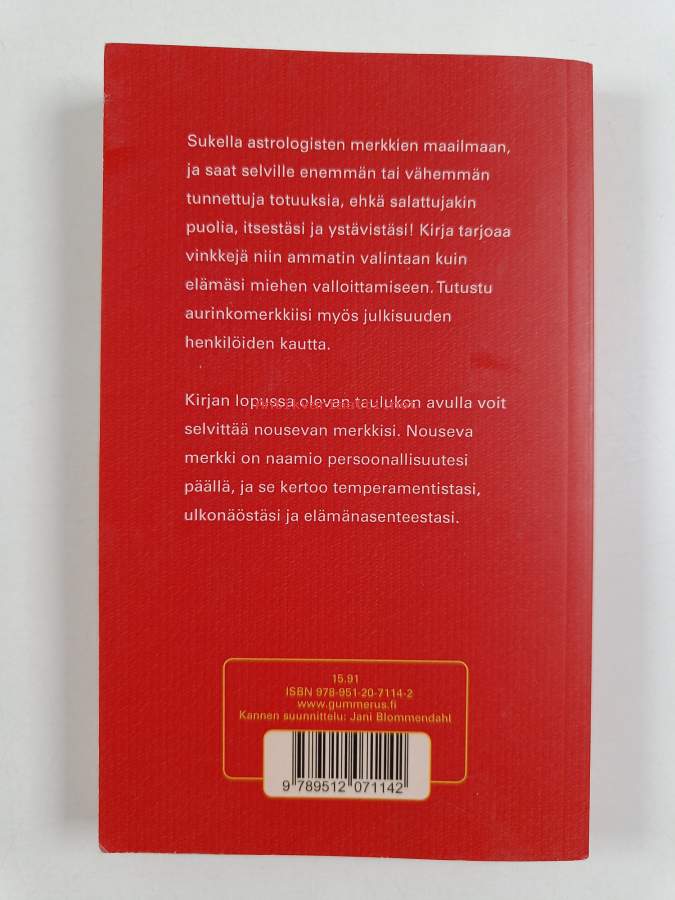 Sukella astrologisten merkkien maailmaan,
ja saat selville enemmän tai vähemmän
tunnettuja totuuksia, ehkä salattujakin
puolia, itsestäsi ja ystävistäsi! Kirja tarjoaa
vinkkejä niin ammatin valintaan kuin
elämäsi miehen valloittamiseen. Tutustu
aurinkomerkkiisi myös julkisuuden
henkilöiden kautta.
Kirjan lopussa olevan taulukon avulla voit
selvittää nousevan merkkisi. Nouseva
merkki on naamio persoonallisuutesi
päällä, ja se kertoo temperamentistasi,
ulkonäöstäsi ja elämänasenteestasi.
15.91
ISBN 978-951-20-7114-2
www.gummerus.fi
Kannen suunnittelu: Jani Blommendahl
9 789512 071142